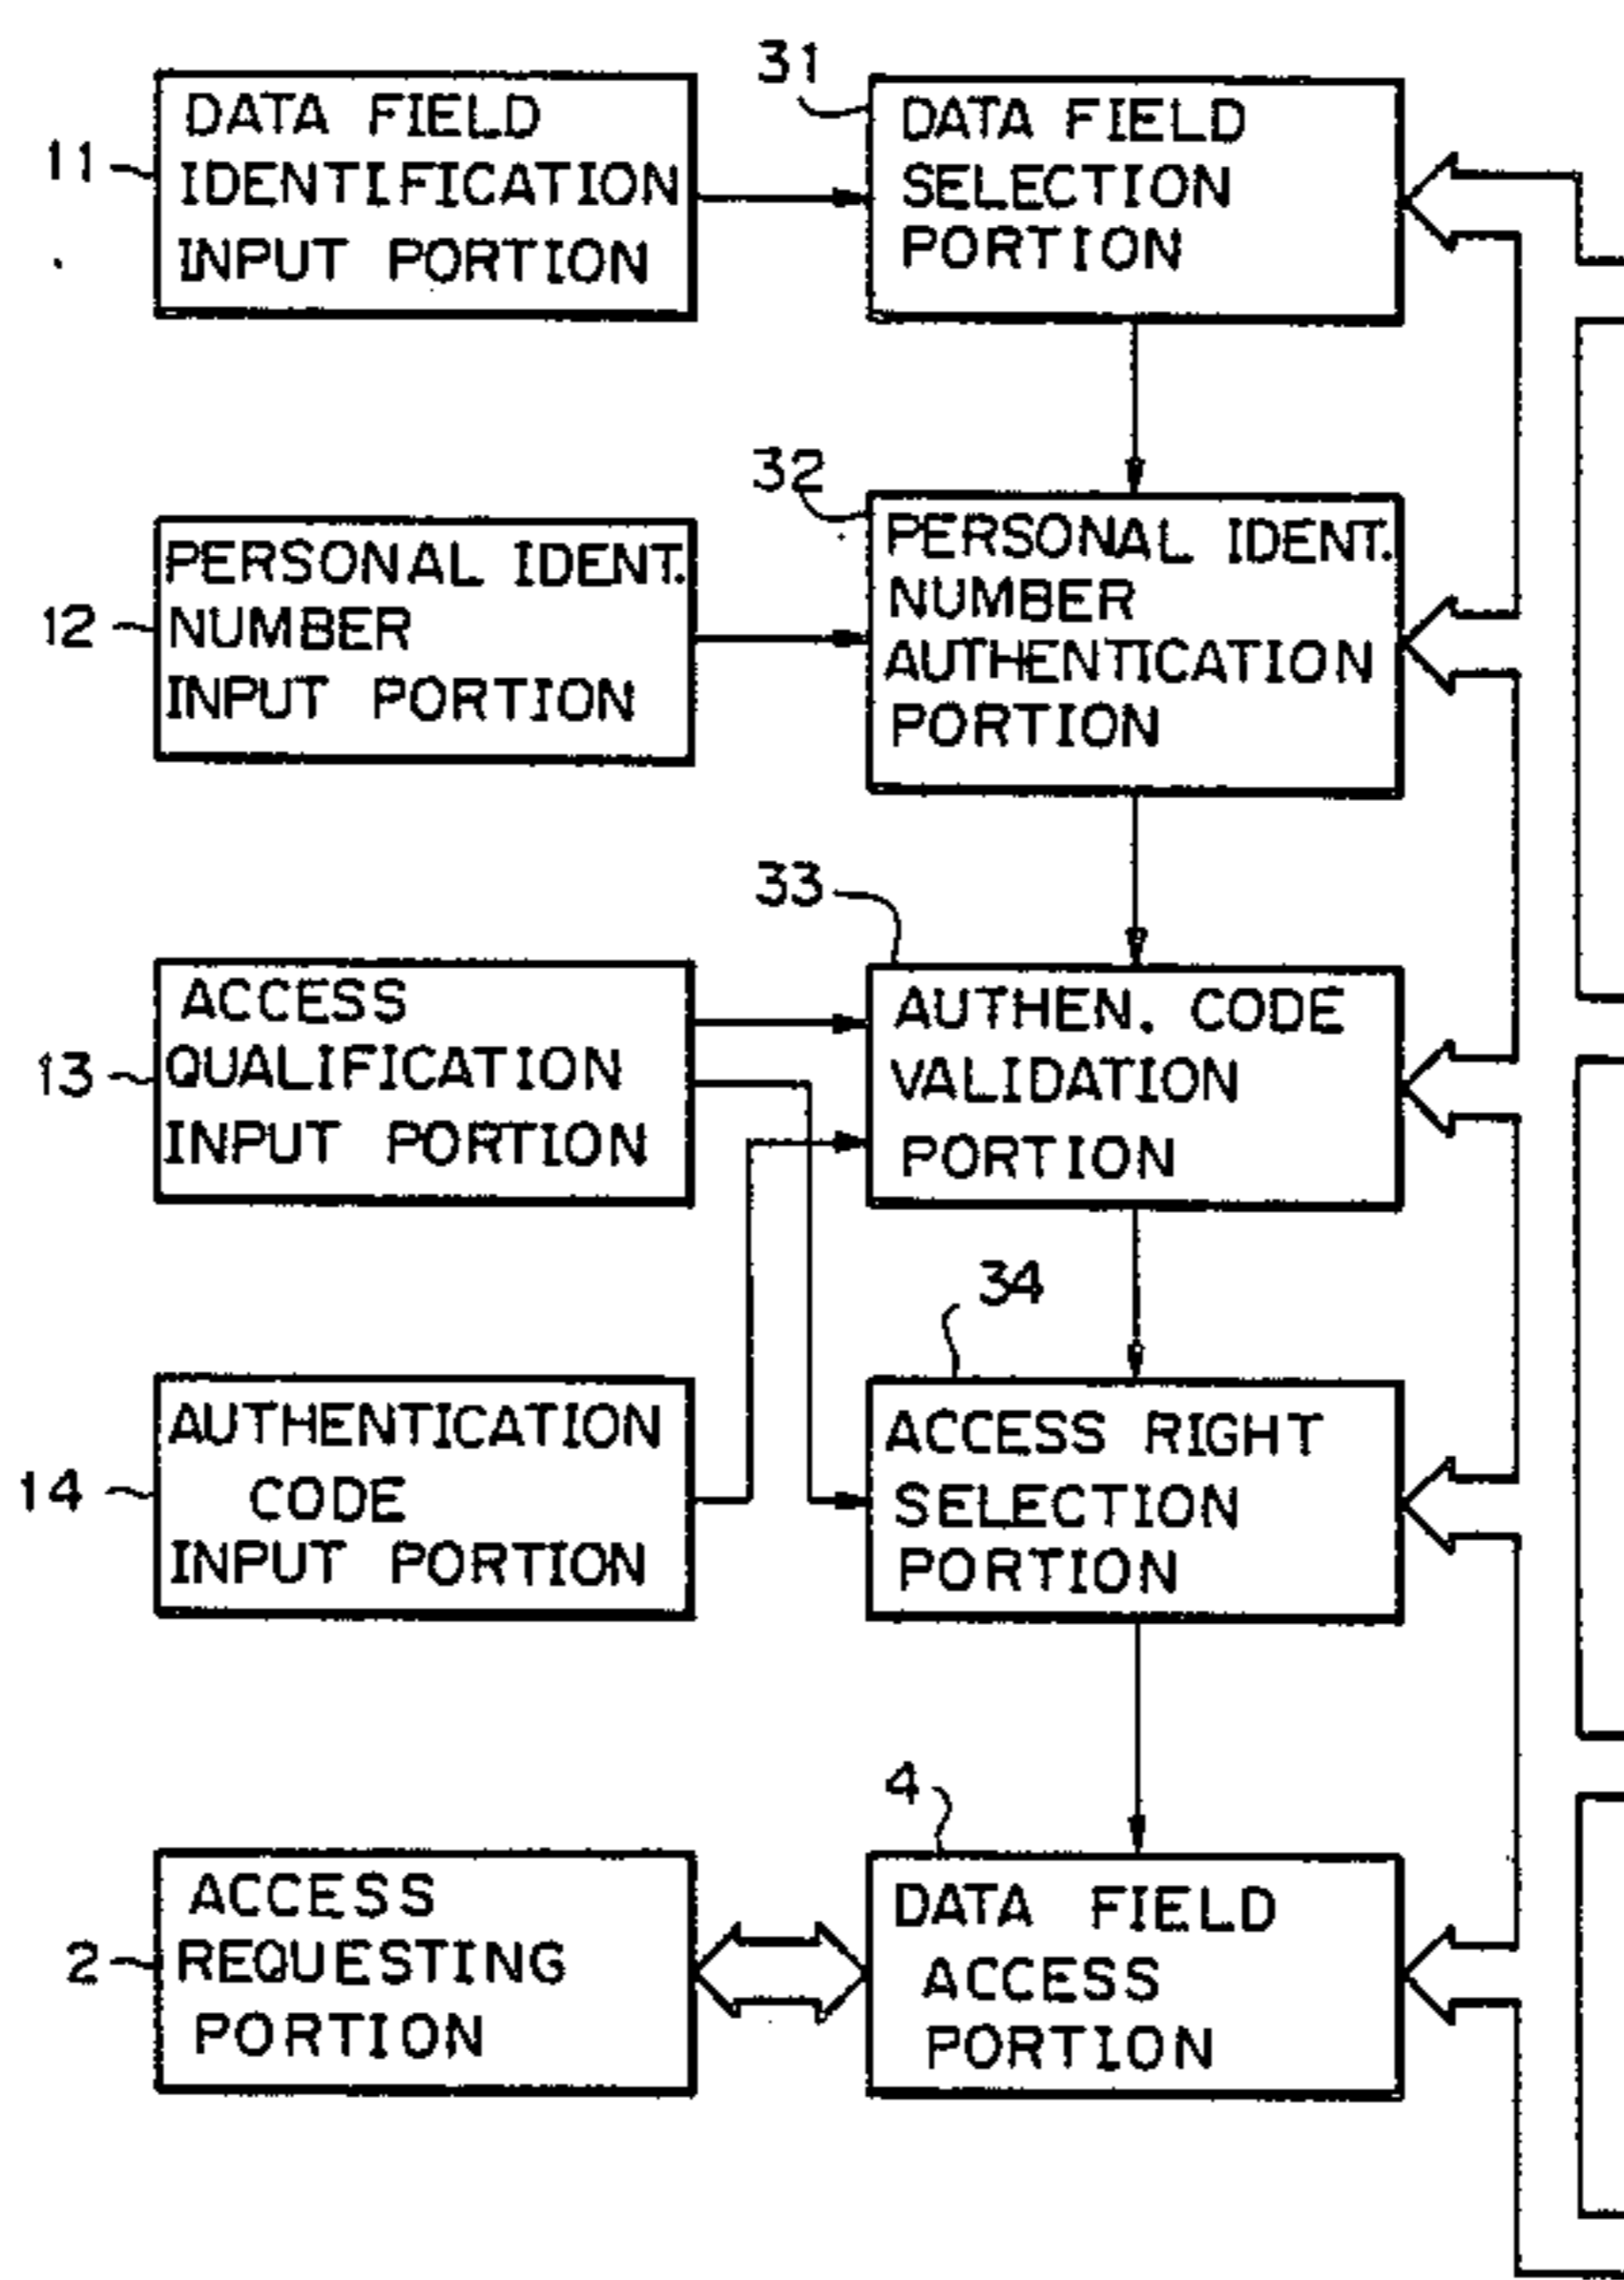 11
DATA FIELD
IDENTIFICATION
INPUT PORTION
31
DATA FIELD
SELECTION
PORTION
12
PERSONAL IDENT.
NUMBER
INPUT PORTION
32
PERSONAL IDENT.
NUMBER
AUTHENTICATION
PORTION
13
ACCESS
QUALIFICATION
INPUT PORTION
33
AUTHEN. CODE
VALIDATION
PORTION
14
AUTHENTICATION
CODE
INPUT PORTION
34
ACCESS RIGHT
SELECTION
PORTION
2
ACCESS
REQUESTING
PORTION
4
DATA FIELD
ACCESS
PORTION